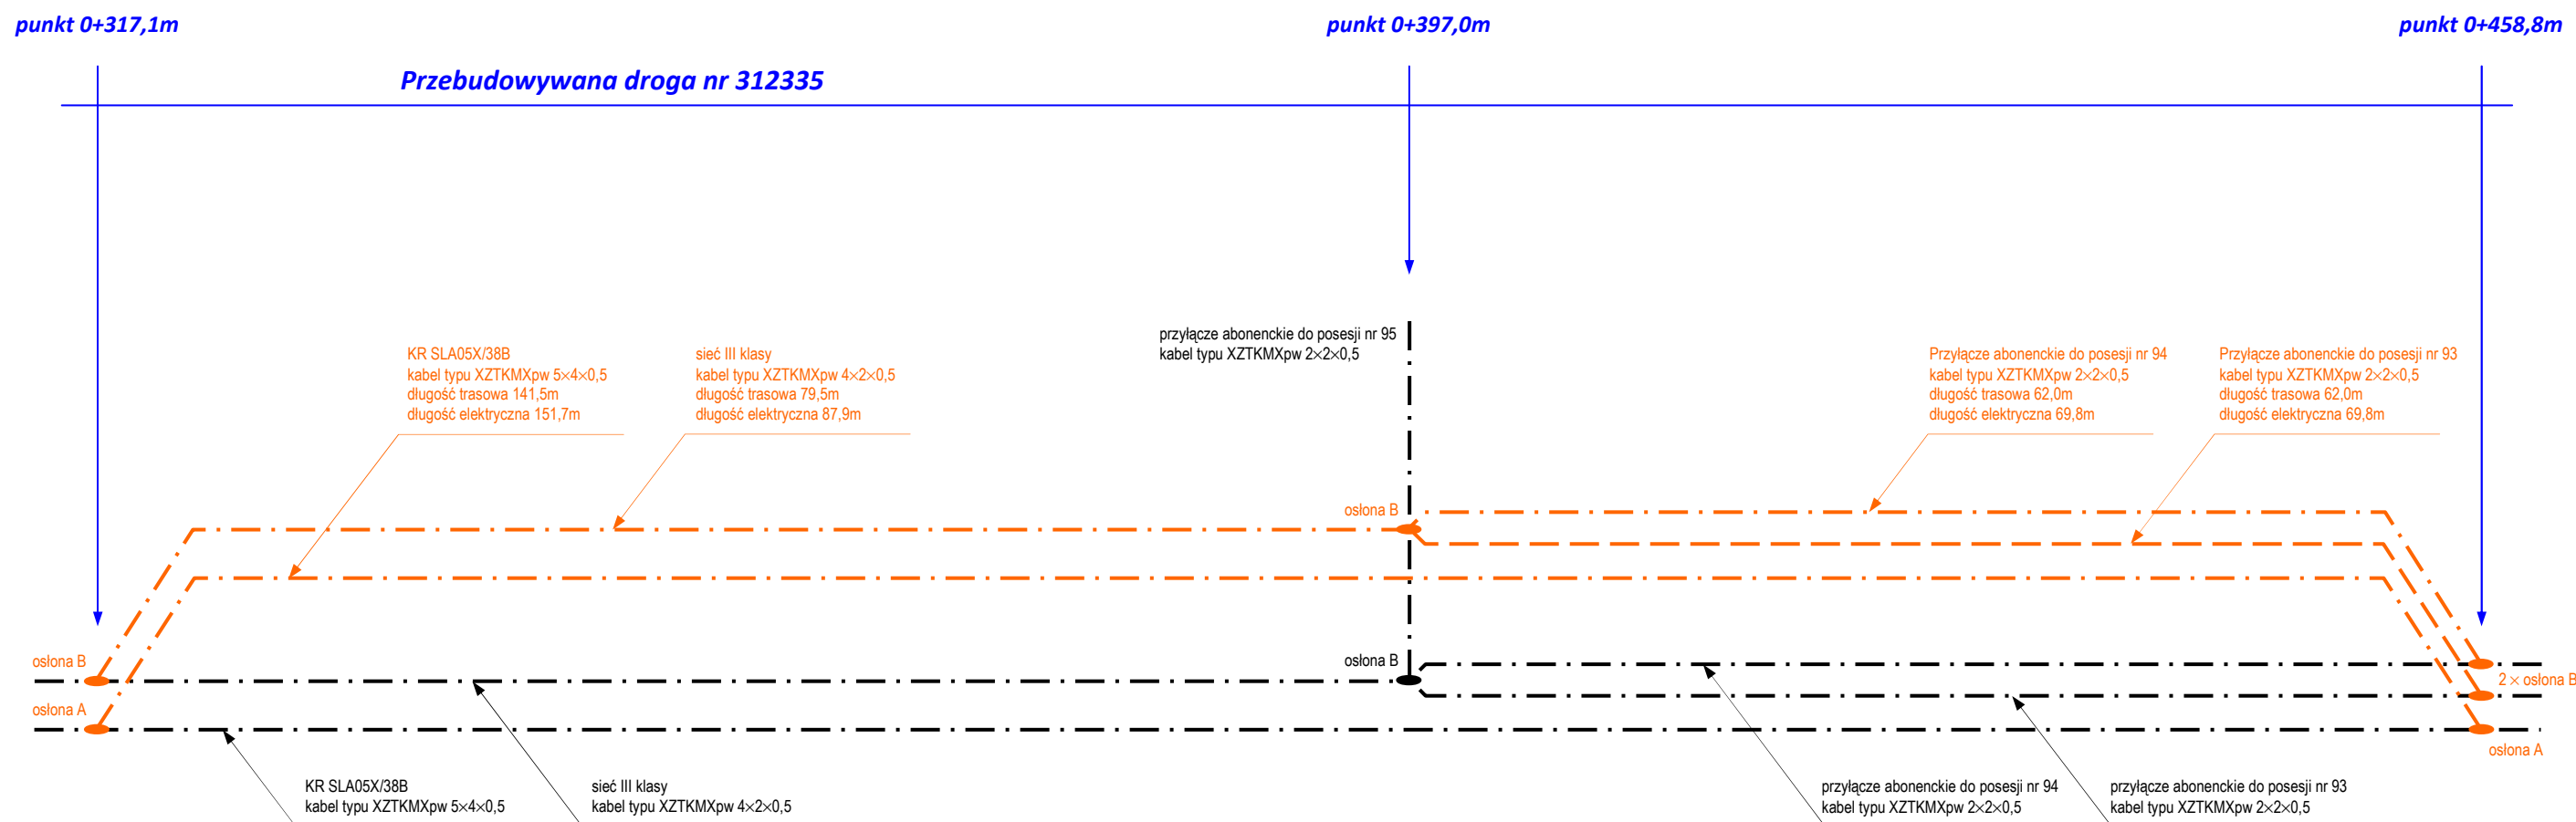 punkt 0+317,1m
punkt 0+397,0m
punkt 0+458,8m
Przebudowywana droga nr 312335
przyłącze abonenckie do posesji nr 95
kabel typu XZTKMXpw 2×2×0,5
KR SLA05X/38B
kabel typu XZTKMXpw 5×4×0,5
długość trasowa 141,5m
długość elektryczna 151,7m
sieć III klasy
kabel typu XZTKMXpw 4×2×0,5
długość trasowa 79,5m
długość elektryczna 87,9m
Przyłącze abonenckie do posesji nr 94
kabel typu XZTKMXpw 2×2×0,5
długość trasowa 62,0m
długość elektryczna 69,8m
Przyłącze abonenckie do posesji nr 93
kabel typu XZTKMXpw 2×2×0,5
długość trasowa 62,0m
długość elektryczna 69,8m
osłona B
osłona B
osłona B
2 × osłona B
osłona A
osłona A
KR SLA05X/38B
kabel typu XZTKMXpw 5×4×0,5
sieć III klasy
kabel typu XZTKMXpw 4×2×0,5
przyłącze abonenckie do posesji nr 94
kabel typu XZTKMXpw 2×2×0,5
przyłącze abonenckie do posesji nr 93
kabel typu XZTKMXpw 2×2×0,5